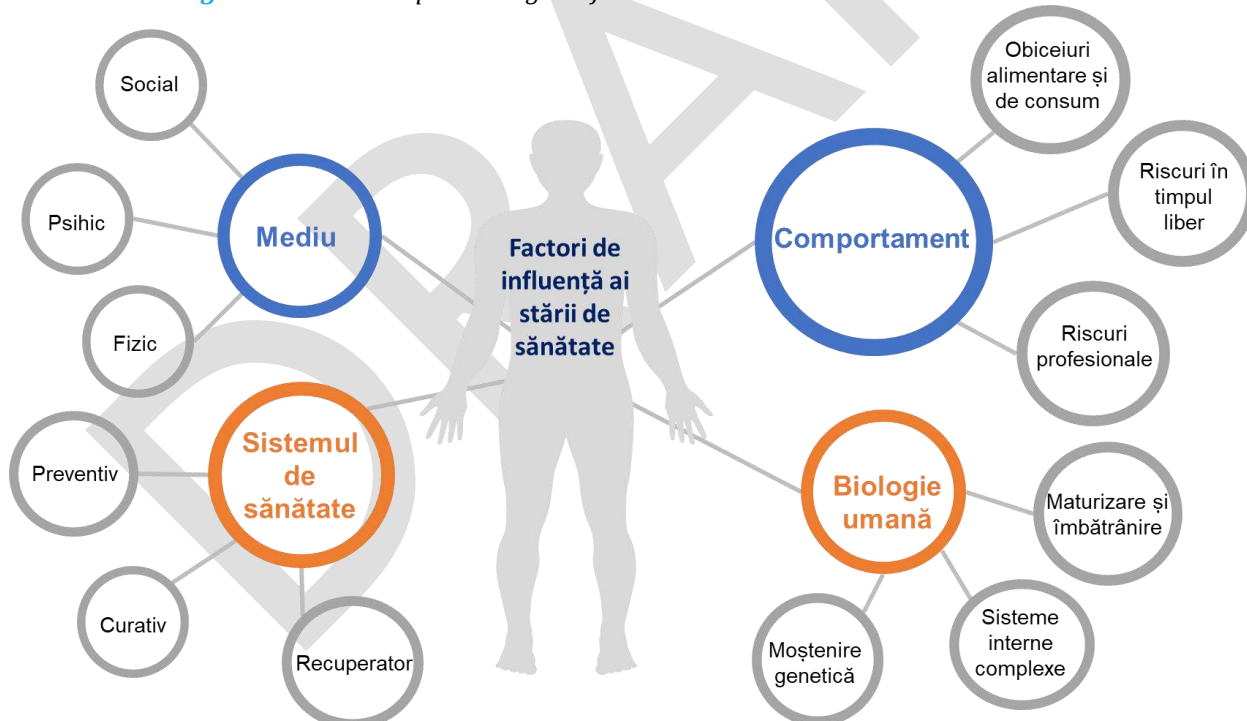 Social
Psihic
Fizic
Mediu
Factori de
influență ai
stării de
sănătate
Comportament
Obiceiuri
alimentare și
de consum
Riscuri în
timpul
liber
Riscuri
profesionale
Sistemul
de
sănătate
Preventiv
Curativ
Recuperator
Biologie
umană
Maturizare și
îmbătrânire
Sisteme
interne
complexe
Moștenire
genetică